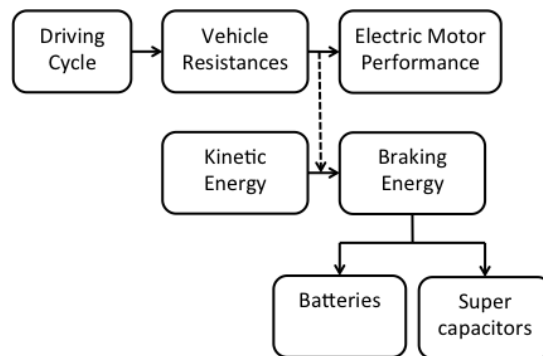 Driving
Cycle
Vehicle
Resistances
Electric Motor
Performance
Kinetic
Energy
Braking
Energy
Batteries
Super
capacitors